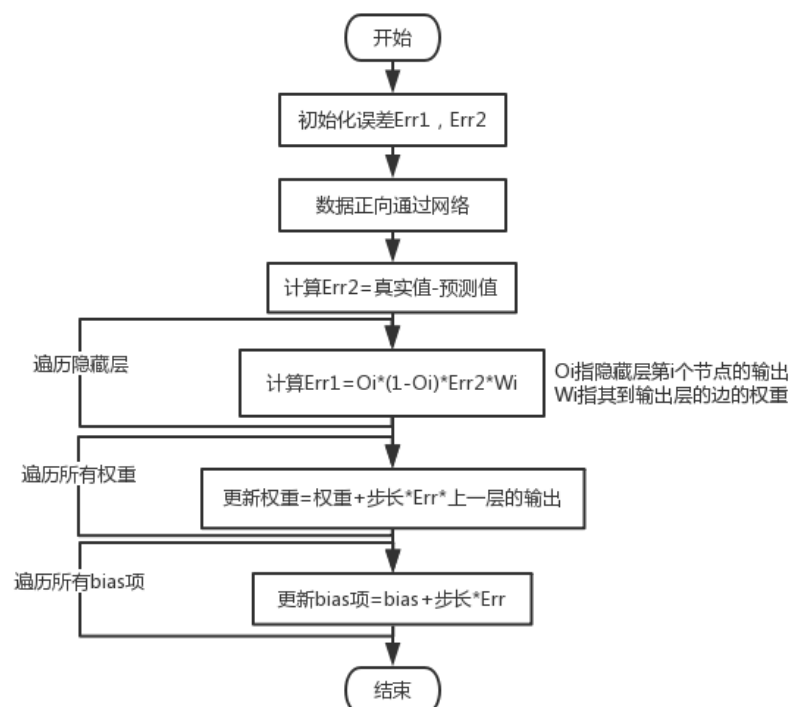 开始
初始化误差Err1，Err2
数据正向通过网络
计算Err2=真实值-预测值
遍历隐藏层
计算Err1=Oi*(1-Oi)*Err2*Wi
Oi指隐藏层第i个节点的输出
Wi指其到输出层的边的权重
遍历所有权重
更新权重=权重+步长*Err*上一层的输出
遍历所有bias项
更新bias项=bias+步长*Err
结束